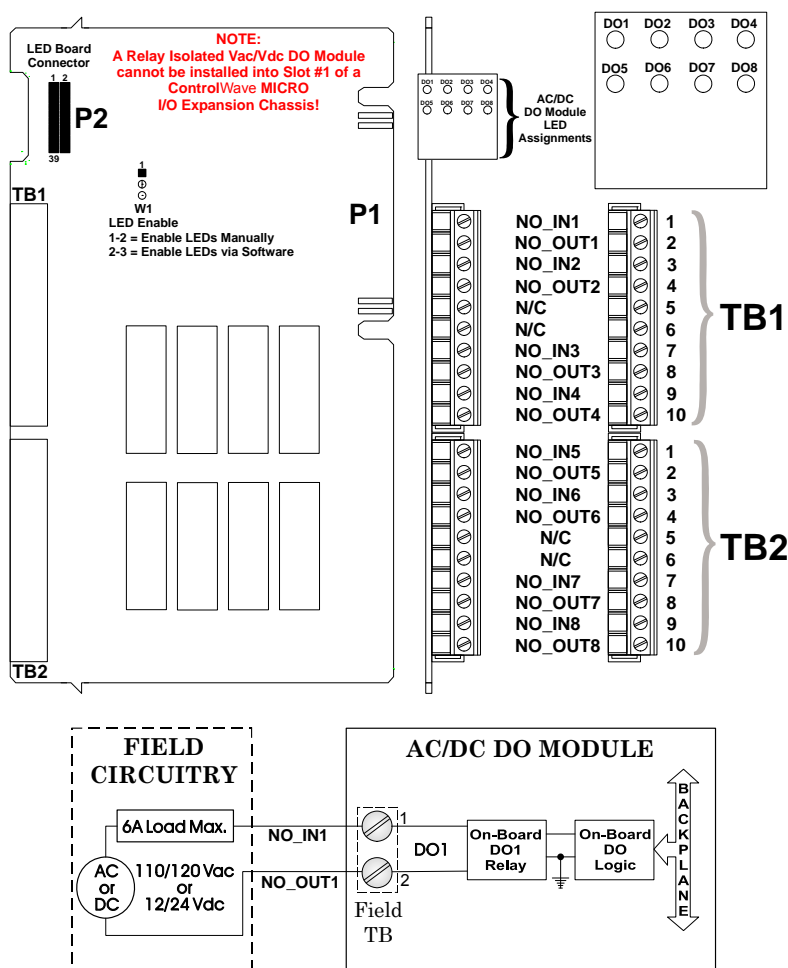 LED Board
Connector
1 2
P2
39
NOTE:
A Relay Isolated Vac/Vdc DO Module
cannot be installed into Slot #1 of a
ControlWave MICRO
I/O Expansion Chassis!
1
W1
LED Enable
1-2 = Enable LEDs Manually
2-3 = Enable LEDs via Software
P1
TB1
TB2
DO1 DO2 DO3 DO4
DO5 DO6 DO7 DO8
AC/DC
DO Module
LED
Assignments
DO1 DO2 DO3 DO4
DO5 DO6 DO7 DO8
NO_IN1 1
NO_OUT1 2
NO_IN2 3
NO_OUT2 4
N/C 5
N/C 6
NO_IN3 7
NO_OUT3 8
NO_IN4 9
NO_OUT4 10
TB1
NO_IN5 1
NO_OUT5 2
NO_IN6 3
NO_OUT6 4
N/C 5
N/C 6
NO_IN7 7
NO_OUT7 8
NO_IN8 9
NO_OUT8 10
TB2
FIELD
CIRCUITRY
6A Load Max.
AC
or
DC
110/120 Vac
or
12/24 Vdc
NO_IN1
NO_OUT1
AC/DC DO MODULE
1
DO1
2
Field
TB
On-Board
DO1
Relay
On-Board
DO
Logic
BACKPLANE